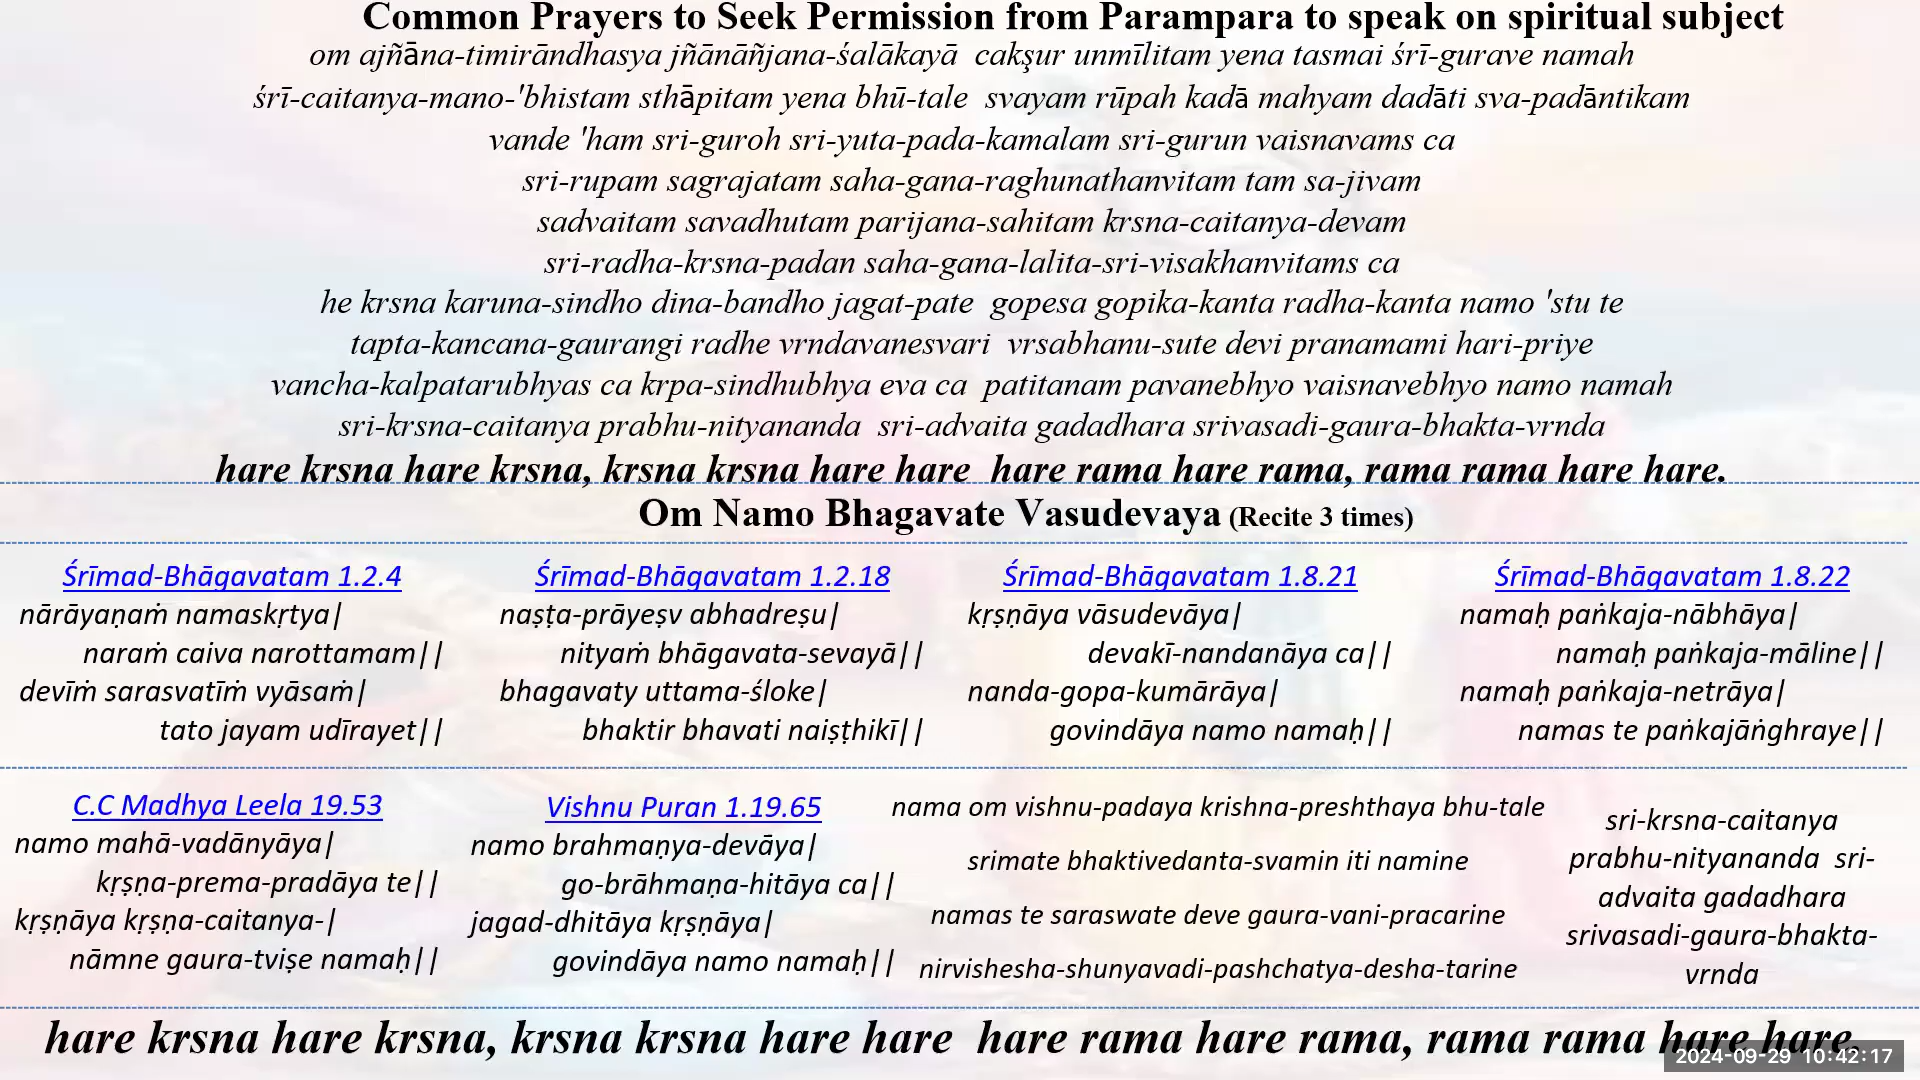 Common Prayers to Seek Permission from Parampara to speak on spiritual subject
om ajñāna-timirāndhasya jñānāñjana-śalākayā  cakşur unmīlitam yena tasmai śrī-gurave namah
śrī-caitanya-mano-'bhistam sthāpitam yena bhū-tale  svayam rūpah kadā mahyam dadāti sva-padāntikam
vande 'ham sri-guroh sri-yuta-pada-kamalam sri-gurun vaisnavams ca
sri-rupam sagrajatam saha-gana-raghunathanvitam tam sa-jivam
sadvaitam savadhutam parijana-sahitam krsna-caitanya-devam
sri-radha-krsna-padan saha-gana-lalita-sri-visakhanvitams ca
he krsna karuna-sindho dina-bandho jagat-pate  gopesa gopika-kanta radha-kanta namo 'stu te
tapta-kancana-gaurangi radhe vrndavanesvari  vrsabhanu-sute devi pranamami hari-priye
vancha-kalpatarubhyas ca krpa-sindhubhya eva ca  patitanam pavanebhyo vaisnavebhyo namo namah
sri-krsna-caitanya prabhu-nityananda  sri-advaita gadadhara srivasadi-gaura-bhakta-vrnda
hare krsna hare krsna, krsna krsna hare hare  hare rama hare rama, rama rama hare hare.
Om Namo Bhagavate Vasudevaya (Recite 3 times)
Śrīmad-Bhāgavatam 1.2.4
nārāyaṇaṁ namaskṛtya|
naraṁ caiva narottamam||
devīṁ sarasvatīṁ vyāsaṁ|
tato jayam udīrayet||
Śrīmad-Bhāgavatam 1.2.18
naṣṭa-prāyeṣv abhadreṣu|
nityaṁ bhāgavata-sevayā||
bhagavaty uttama-śloke|
bhaktir bhavati naiṣṭhikī||
Śrīmad-Bhāgavatam 1.8.21
kṛṣṇāya vāsudevāya|
devakī-nandanāya ca||
nanda-gopa-kumārāya|
govindāya namo namaḥ||
Śrīmad-Bhāgavatam 1.8.22
namaḥ paṅkaja-nābhāya|
namaḥ paṅkaja-māline||
namaḥ paṅkaja-netrāya|
namas te paṅkajāṅghraye||
C.C Madhya Leela 19.53
namo mahā-vadānyāya|
kṛṣṇa-prema-pradāya te||
kṛṣṇāya kṛṣṇa-caitanya-|
nāmne gaura-tviṣe namaḥ||
Vishnu Puran 1.19.65
namo brahmaṇya-devāya|
go-brāhmaṇa-hitāya ca||
jagad-dhitāya kṛṣṇāya|
govindāya namo namaḥ||
nama om vishnu-padaya krishna-preshthaya bhu-tale
srimate bhaktivedanta-svamin iti namine
namas te saraswate deve gaura-vani-pracarine
nirvishesha-shunyavadi-pashchatya-desha-tarine
sri-krsna-caitanya
prabhu-nityananda  sri-
advaita gadadhara
srivasadi-gaura-bhakta-
vrnda
hare krsna hare krsna, krsna krsna hare hare  hare rama hare rama, rama rama hare hare.
2024-09-29 10:42:17